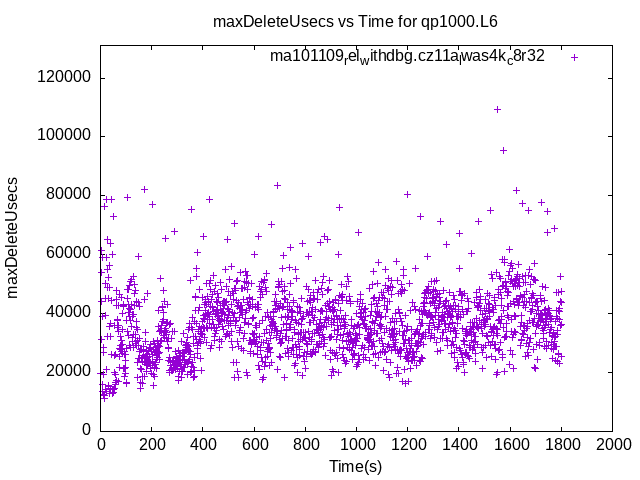 maxDeleteUsecs vs Time for qp1000.L6
ma101109relwithdbg.cz11alwas4kc8r32
120000
100000
80000
60000
40000
20000
0
maxDeleteUsecs
0 200 400 600 800 1000 1200 1400 1600 1800 2000
Time(s)